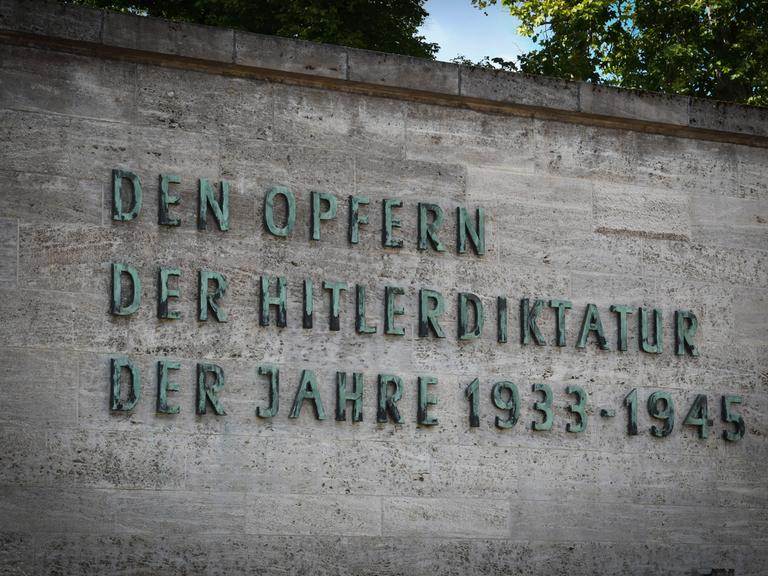 DEN OPFERN
DER HITLERDIKTATUR
DER JAHRE 1933-1945